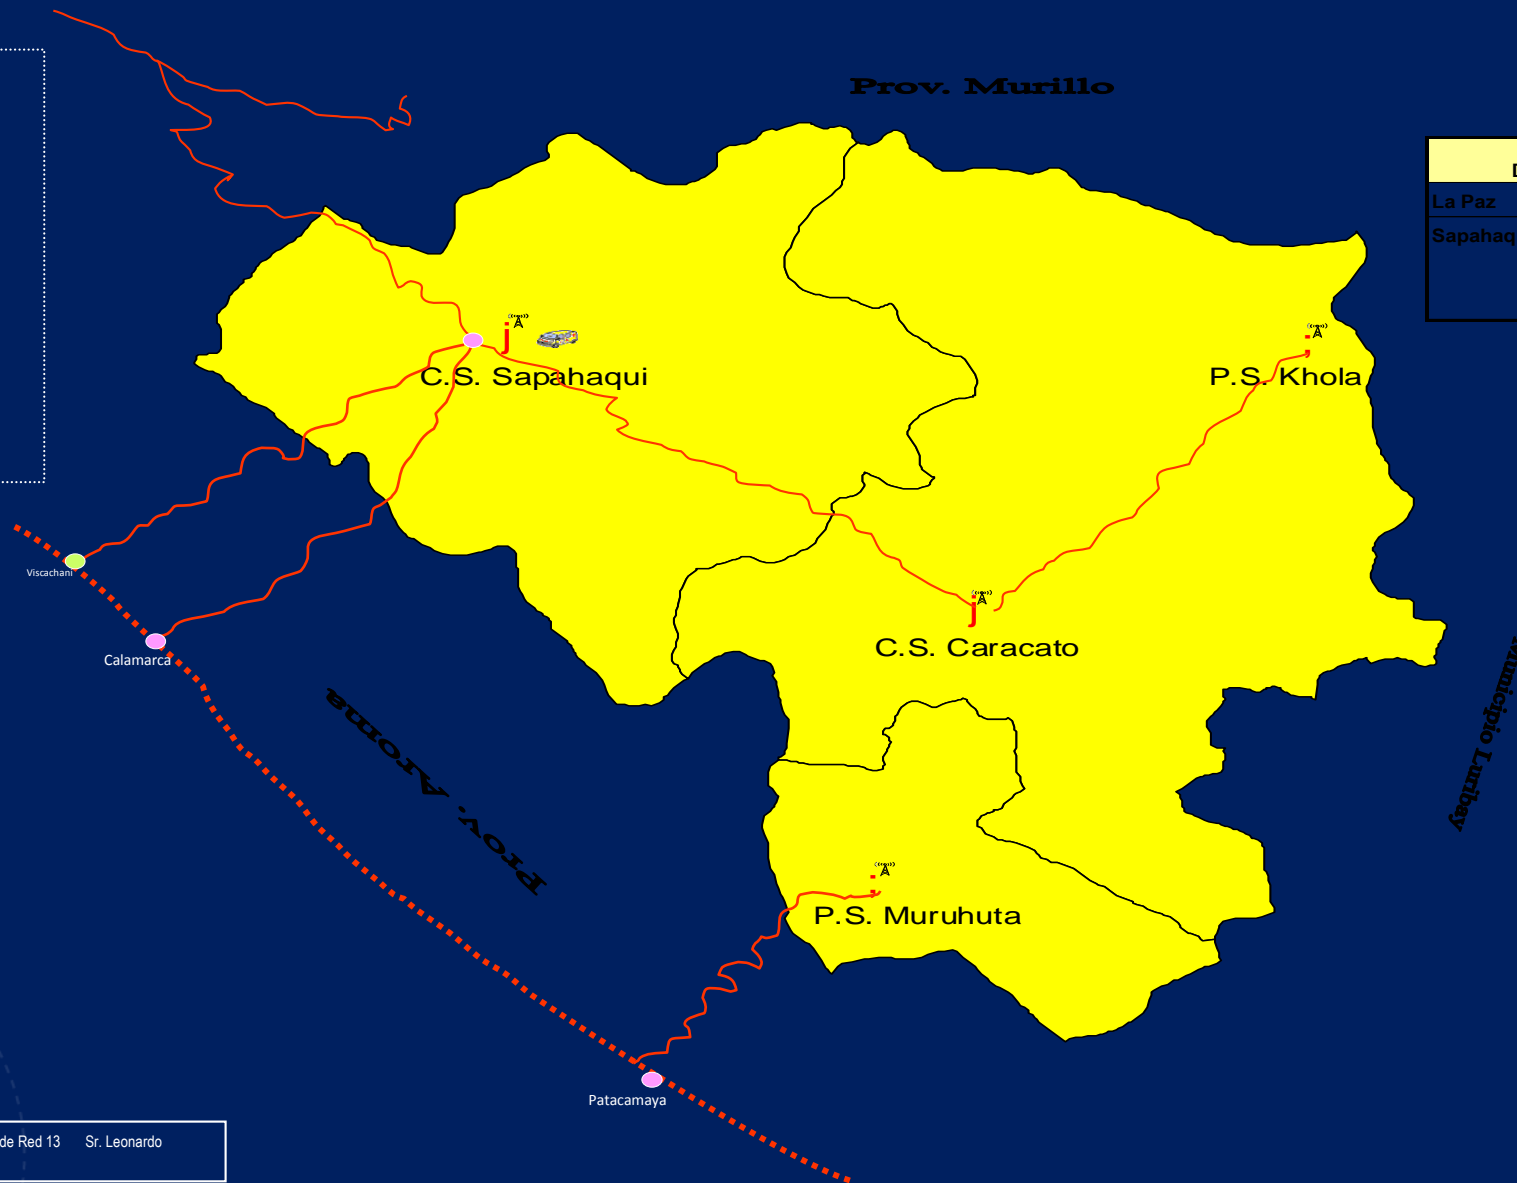 Prov. Murillo
D
La Paz
Sapahaq
j
C.S. Sapahaqui
P.S. Khola
Viscachani
Calamarca
j
C.S. Caracato
Municipio Luribay
Prov. Aroma
P.S. Muruhuta
Patacamaya
de Red 13 Sr. Leonardo